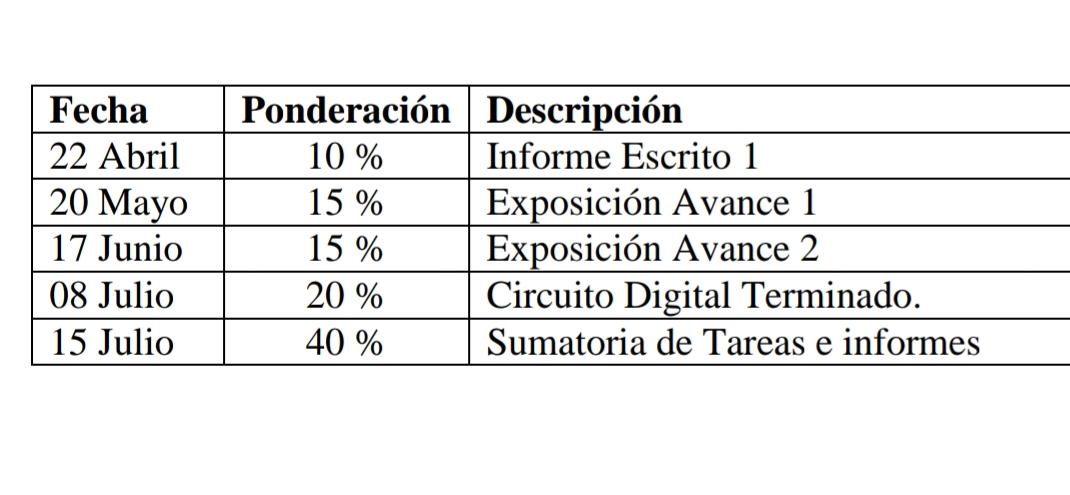 Fecha Ponderación Descripción
22 Abril 10 % Informe Escrito 1
20 Mayo 15 % Exposición Avance 1
17 Junio 15 % Exposición Avance 2
08 Julio 20 % Circuito Digital Terminado.
15 Julio 40 % Sumatoria de Tareas e informes